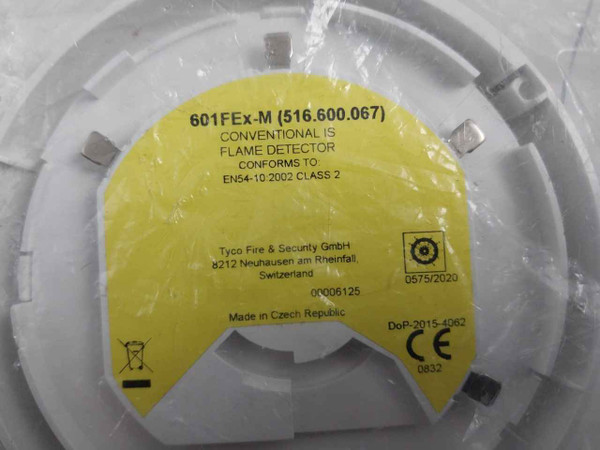 601FEx-M (516.600.067)
CONVENTIONAL IS
FLAME DETECTOR
CONFORMS TO:
EN54-10:2002 CLASS 2
Tyco Fire & Security GmbH
8212 Neuhausen am Rheinfall,
Switzerland
0575/2020
00006125
Made in Czech Republic
DoP-2015-4062
CE
0832